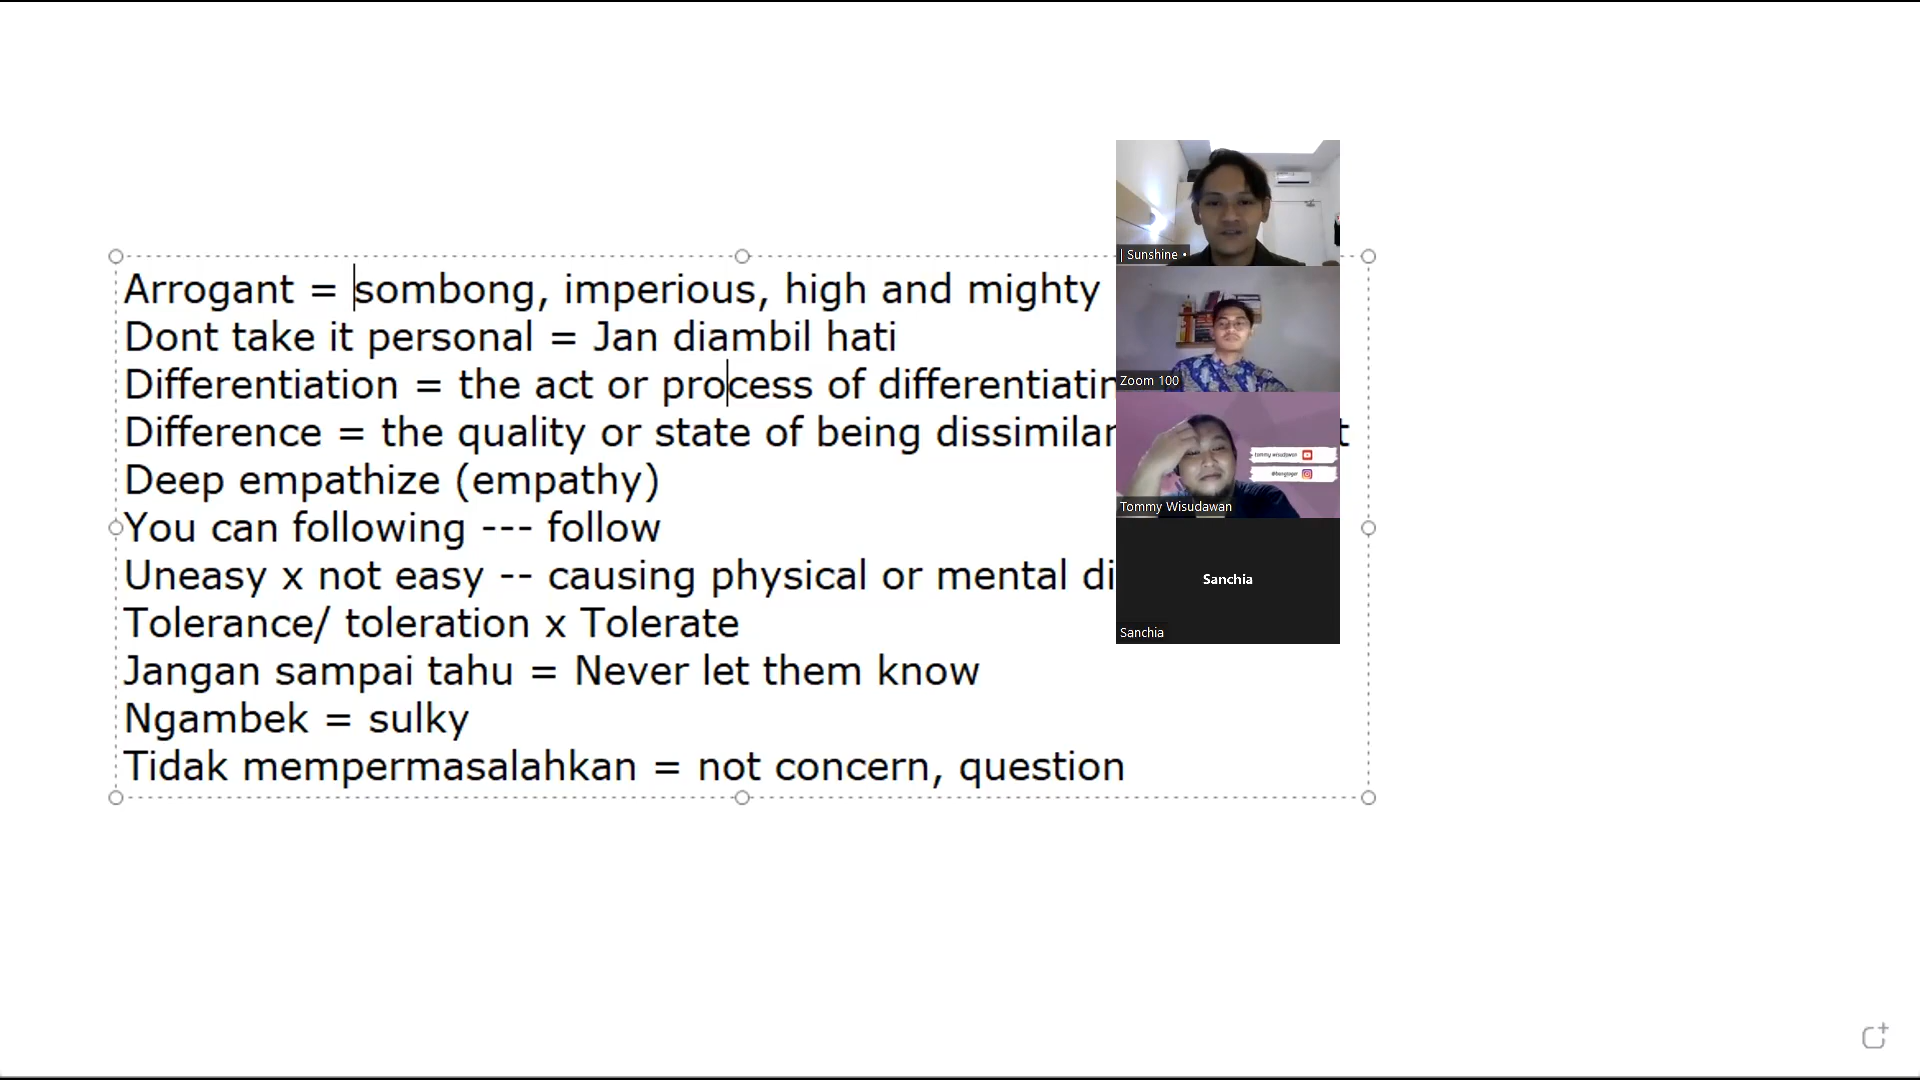 Arrogant = sombong, imperious, high and mighty
Dont take it personal = Jan diambil hati
Differentiation = the act or process of
Difference = the quality or state of being
Deep empathize (empathy)
You can following --- follow
Uneasy x not easy -- causing physical or mental
Tolerance/ toleration x Tolerate
Jangan sampai tahu = Never let them know
Ngambek = sulky
Tidak mempermasalahkan = not concern, question
| Sunshine •
Zoom 100
tommy wisudawan
Tommy Wisudawan
Sanchia
Sanchia